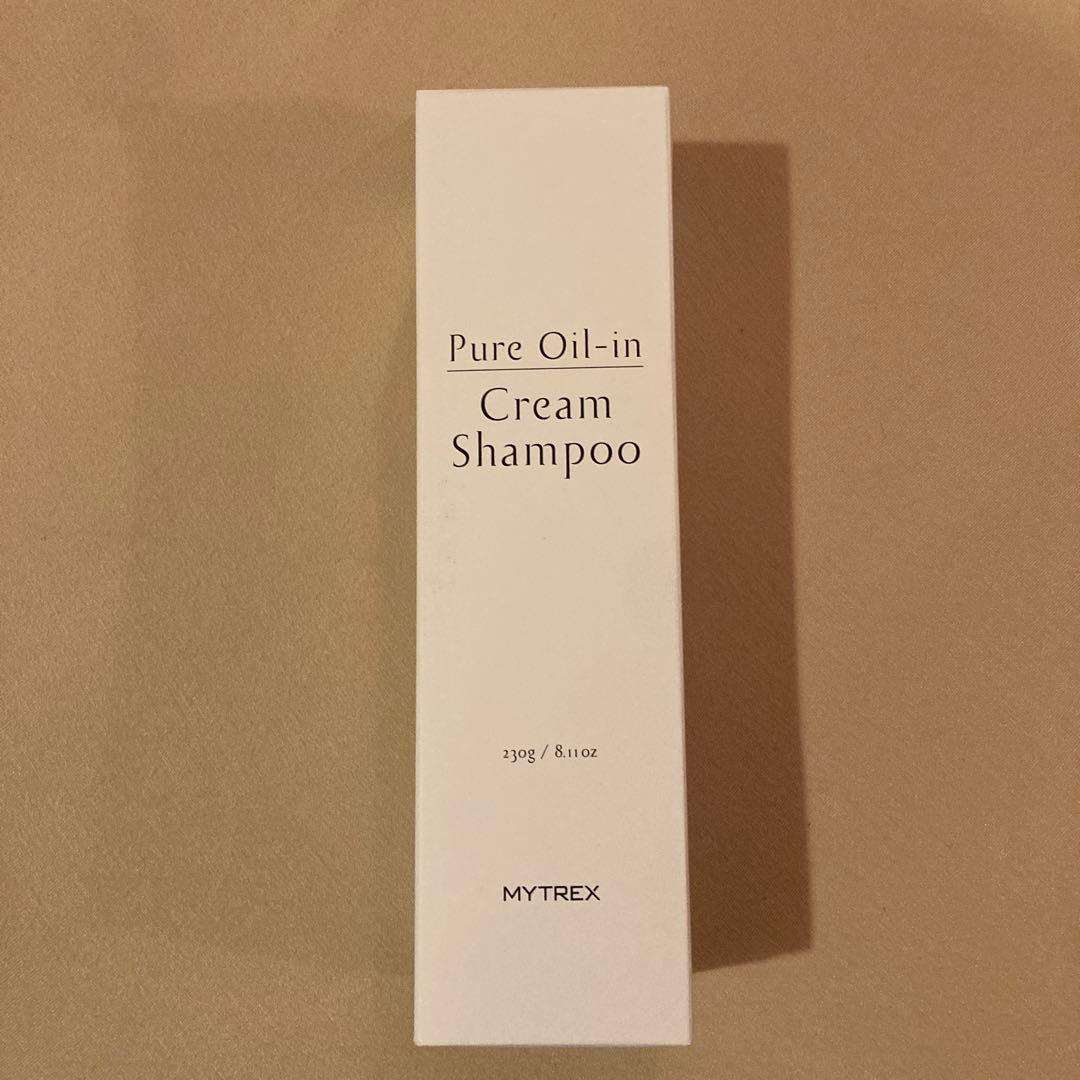 Pure Oil-in
Cream
Shampoo
230g / 8.11oz
MYTREX